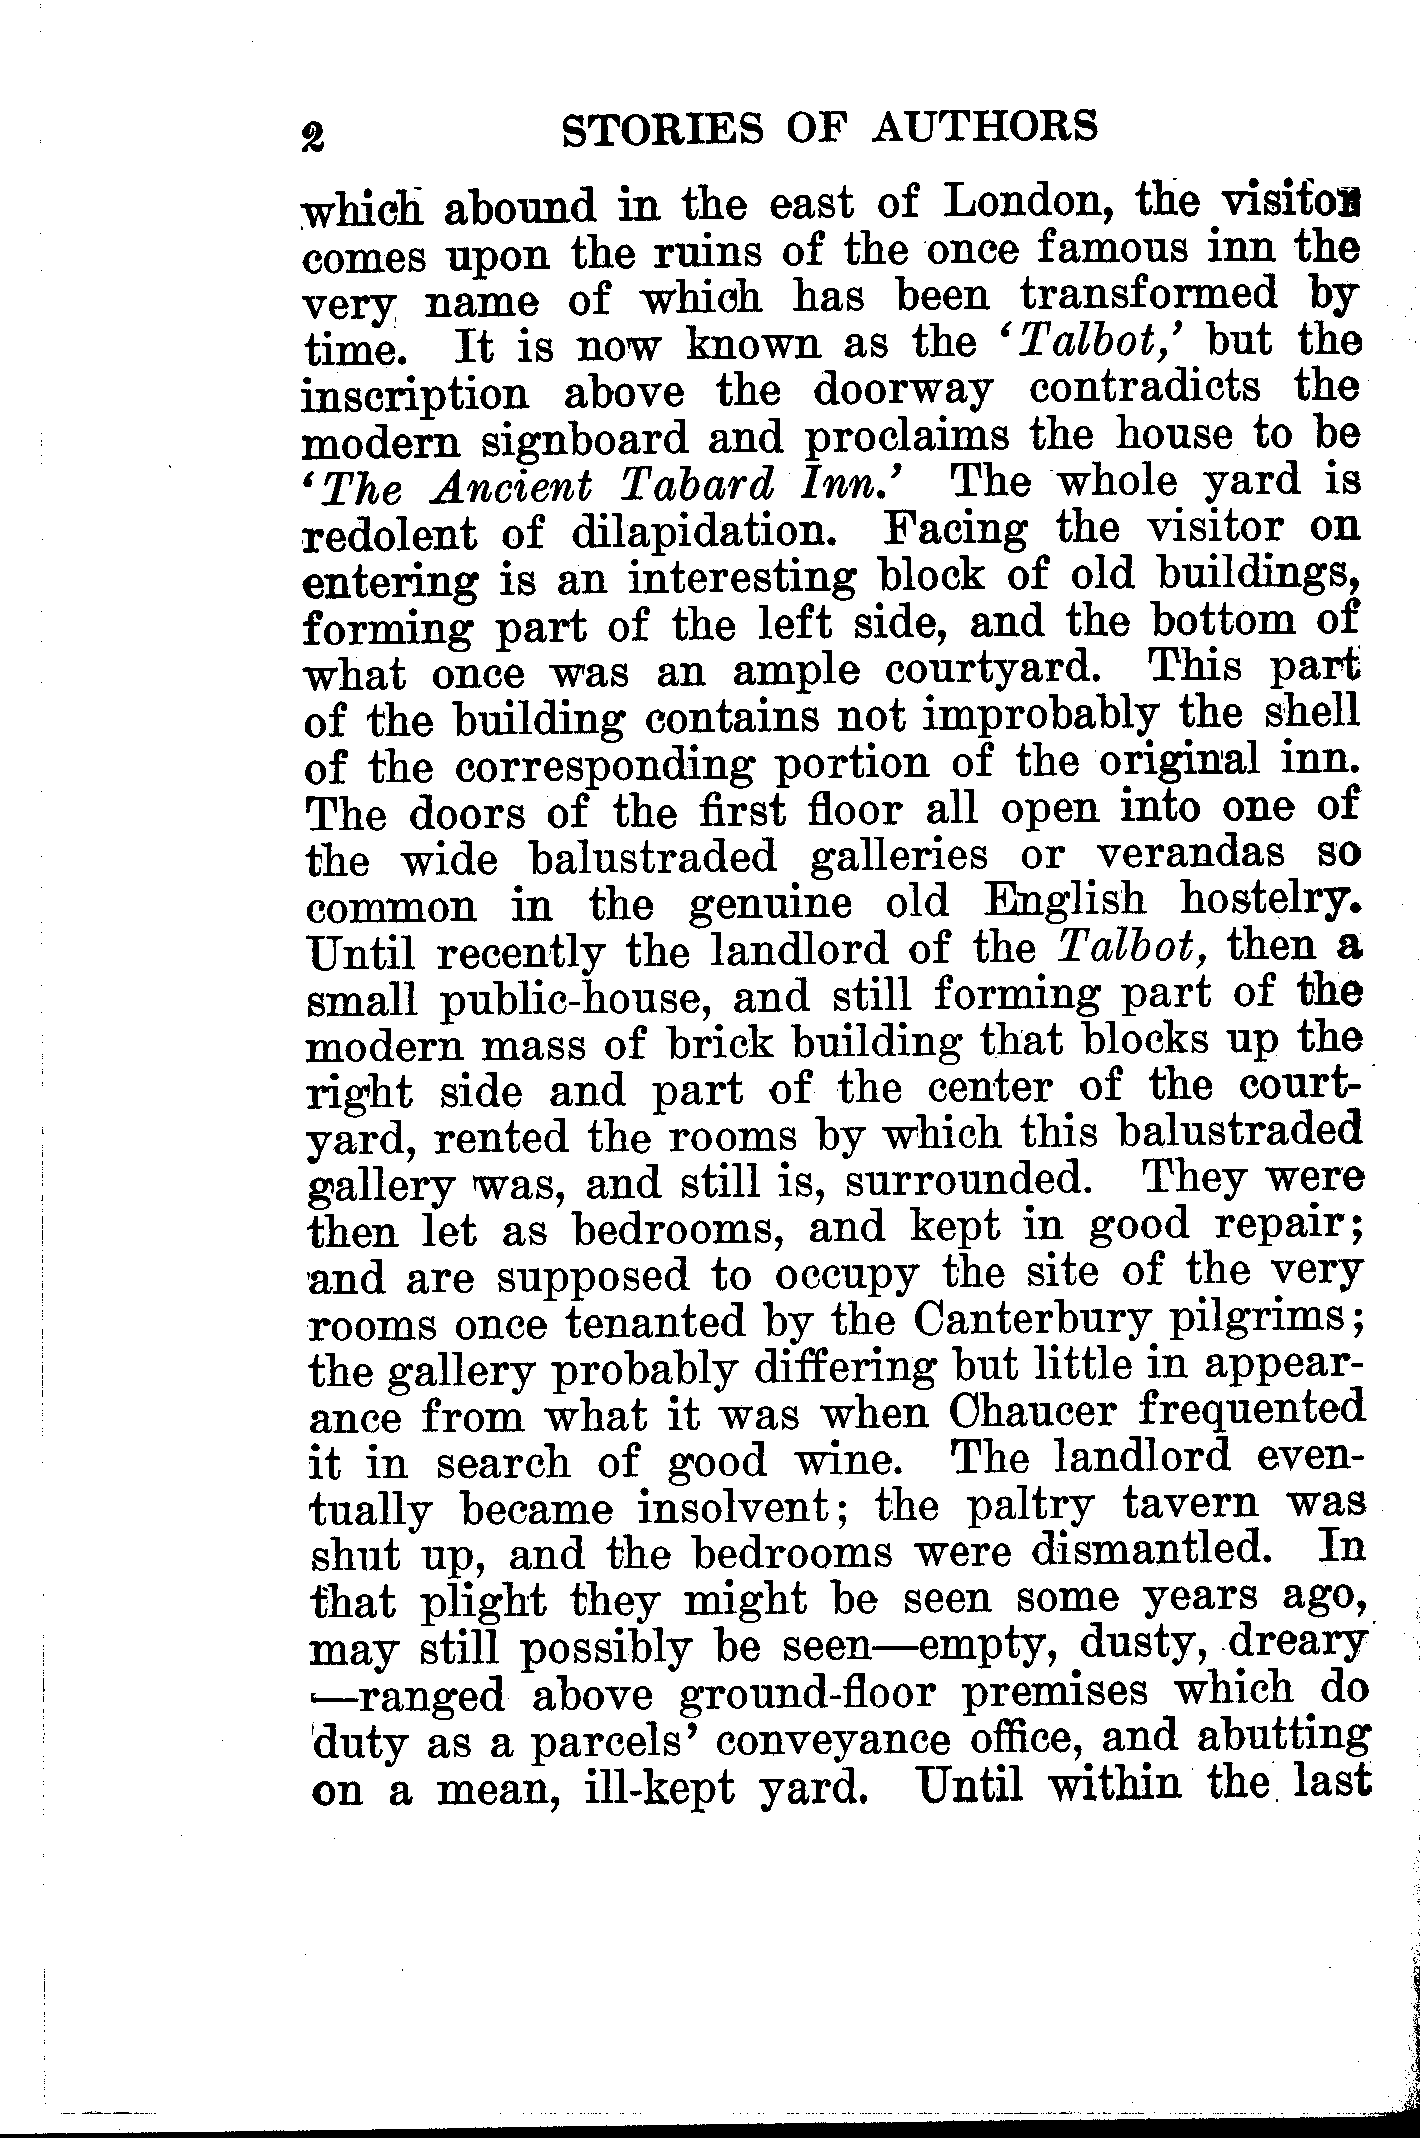 2 STORIES OF AUTHORS
which abound in the east of London, the visitor
comes upon the ruins of the once famous inn the
very name of which has been transformed by
time. It is now known as the ‘Talbot,’ but the
inscription above the doorway contradicts the
modern signboard and proclaims the house to be
‘The Ancient Tabard Inn.’ The whole yard is
redolent of dilapidation. Facing the visitor on
entering is an interesting block of old buildings,
forming part of the left side, and the bottom of
what once was an ample courtyard. This part
of the building contains not improbably the shell
of the corresponding portion of the original inn.
The doors of the first floor all open into one of
the wide balustraded galleries or verandas so
common in the genuine old English hostelry.
Until recently the landlord of the Talbot, then a
small public-house, and still forming part of the
modern mass of brick building that blocks up the
right side and part of the center of the court-
yard, rented the rooms by which this balustraded
gallery was, and still is, surrounded. They were
then let as bedrooms, and kept in good repair;
and are supposed to occupy the site of the very
rooms once tenanted by the Canterbury pilgrims;
the gallery probably differing but little in appear-
ance from what it was when Chaucer frequented
it in search of good wine. The landlord even-
tually became insolvent; the paltry tavern was
shut up, and the bedrooms were dismantled. In
that plight they might be seen some years ago,
may still possibly be seen—empty, dusty, dreary
—ranged above ground-floor premises which do
duty as a parcels’ conveyance office, and abutting
on a mean, ill-kept yard. Until within the last